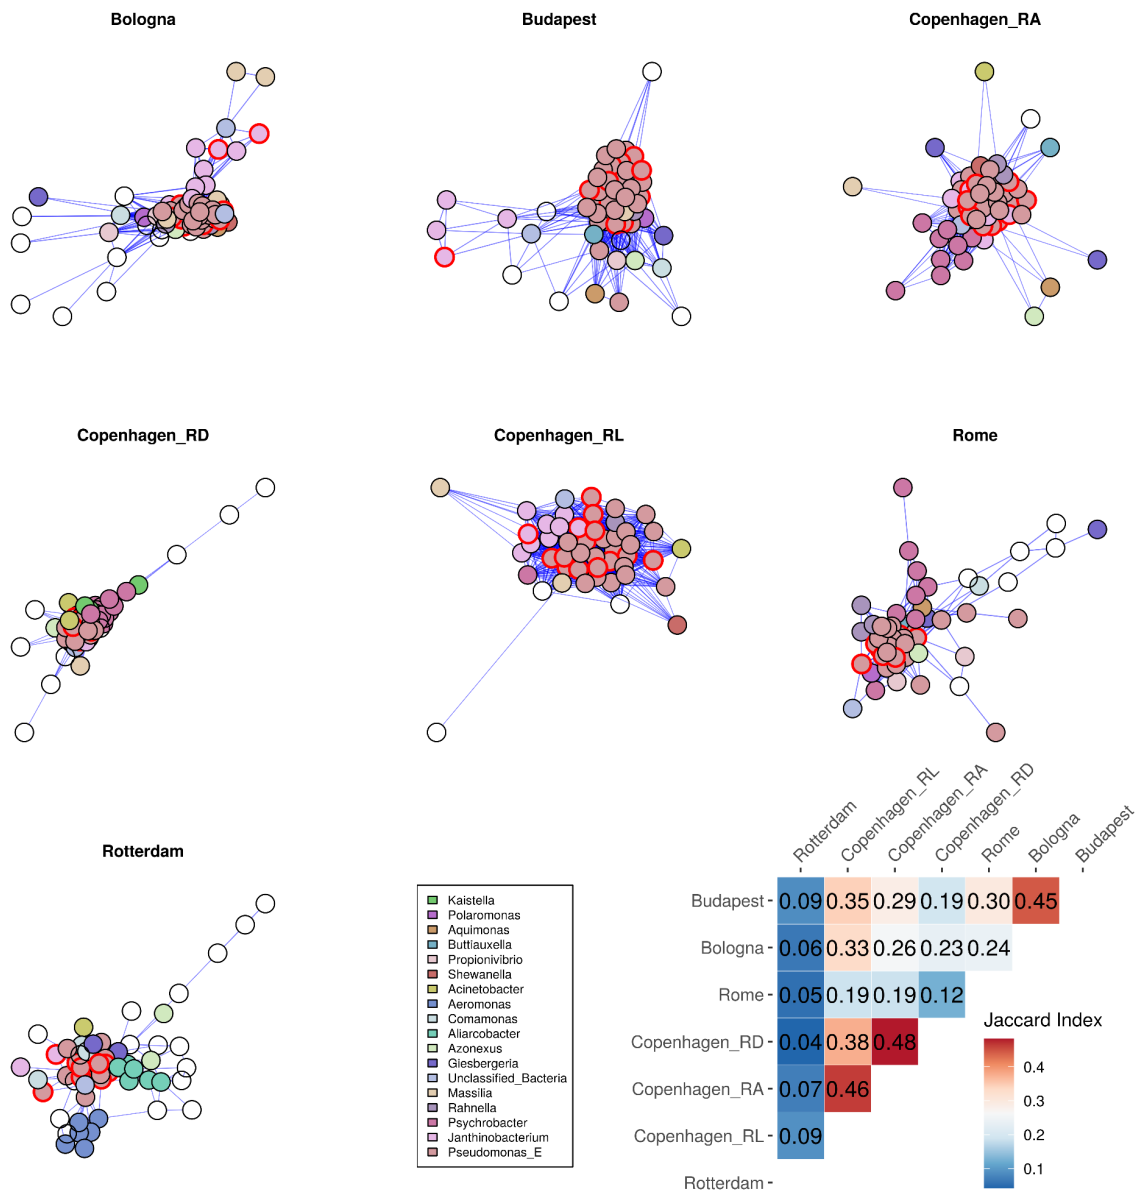 Bologna
Budapest
Copenhagen_RA
Copenhagen_RD
Copenhagen_RL
Rome
Rotterdam
Kaistella
Polaromonas
Aquimonas
Buttiauxella
Propionivibrio
Shewanella
Acinetobacter
Aeromonas
Comamonas
Aliarcobacter
Azonexus
Giesbergeria
Unclassified_Bacteria
Massilia
Rahnella
Psychrobacter
Janthinobacterium
Pseudomonas_E
Rotterdam
Copenhagen_RL
Copenhagen_RA
Copenhagen_RD
Rome
Bologna
Budapest
Budapest 0.09 0.35 0.29 0.19 0.30 0.45
Bologna 0.06 0.33 0.26 0.23 0.24
Rome 0.05 0.19 0.19 0.12
Copenhagen_RD 0.04 0.38 0.48
Copenhagen_RA 0.07 0.46
Copenhagen_RL 0.09
Rotterdam
Jaccard Index
0.4
0.3
0.2
0.1